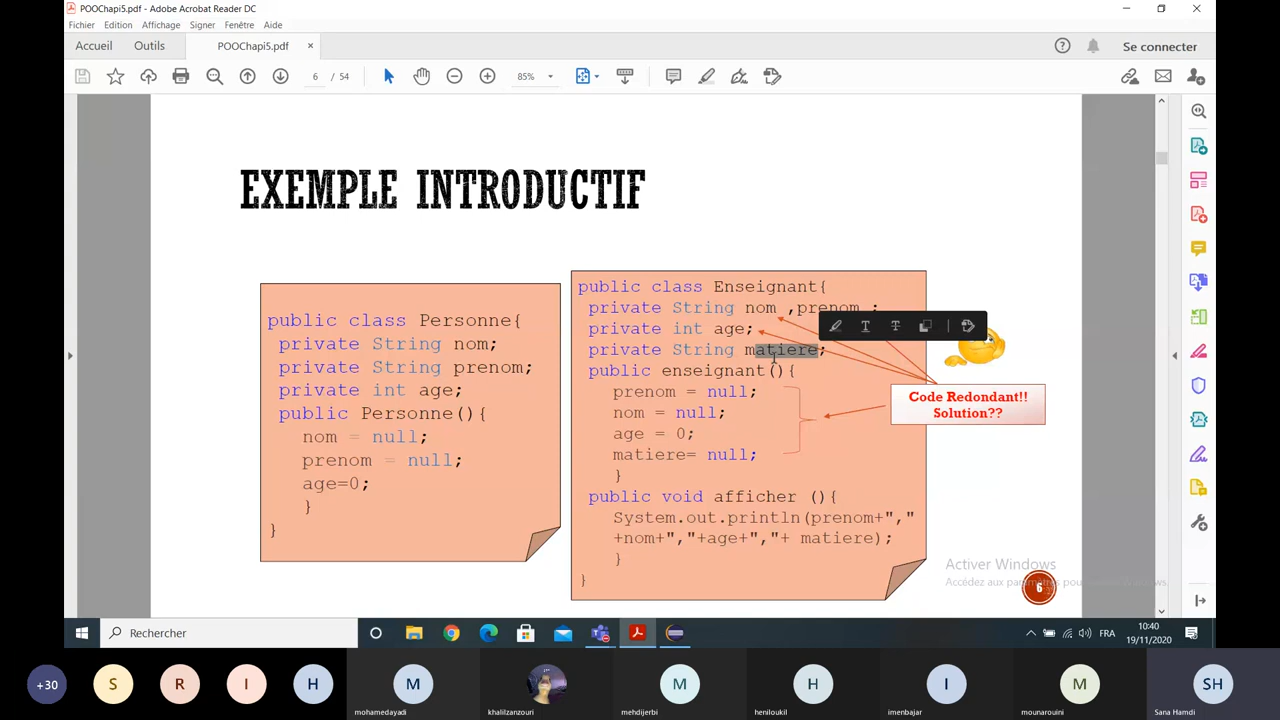 POOChapi5.pdf - Adobe Acrobat Reader DC
Fichier Edition Affichage Signer Fenêtre Aide
Accueil Outils POOChapi5.pdf × Se connecter
6 / 54 85%
EXEMPLE INTRODUCTIF
public class Personne{
private String nom;
private String prenom;
private int age;
public Personne(){
nom = null;
prenom = null;
age=0;
}
}
public class Enseignant{
private String nom ,prenom ;
private int age;
private String matiere;
public enseignant(){
prenom = null;
nom = null;
age = 0;
matiere= null;
}
public void afficher (){
System.out.println(prenom+","
+nom+","+age+","+ matiere);
}
}
Code Redondant!!
Solution??
Activer Windows
Accédez aux paramètres pour
6
Rechercher
FRA
10:40
19/11/2020
+30 S R I H M M H I M SH
mohamedayadi khalilzanzouri mehdijerbi heniloukil imenbajar mounarouini Sana Hamdi